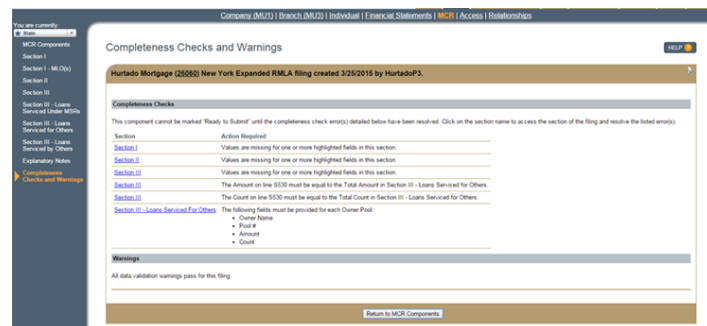 Company (MU1) | Branch (MU3) | Individual | Financial Statements | MCR | Access | Relationships
You are currently:
State
MCR Components
Section I
Section I - MLO(s)
Section II
Section III
Section III - Loans
Serviced Under MSRs
Section III - Loans
Serviced for Others
Section III - Loans
Serviced by Others
Explanatory Notes
Completeness
Checks and Warnings
Completeness Checks and Warnings
HELP
Hurtado Mortgage (26060) New York Expanded RMLA filing created 3/25/2015 by HurtadoP3.
Completeness Checks
This component cannot be marked "Ready to Submit" until the completeness check error(s) detailed below have been resolved. Click on the section name to access the section of the filing and resolve the listed error(s).
Section Action Required
Section I Values are missing for one or more highlighted fields in this section.
Section II Values are missing for one or more highlighted fields in this section.
Section III Values are missing for one or more highlighted fields in this section.
Section III The Amount on line S530 must be equal to the Total Amount in Section III - Loans Serviced for Others.
Section III The Count on line S530 must be equal to the Total Count in Section III - Loans Serviced for Others.
Section III - Loans Serviced For Others The following fields must be provided for each Owner Pool:
• Owner Name
• Pool #
• Amount
• Count
Warnings
All data validation warnings pass for this filing.
Return to MCR Components